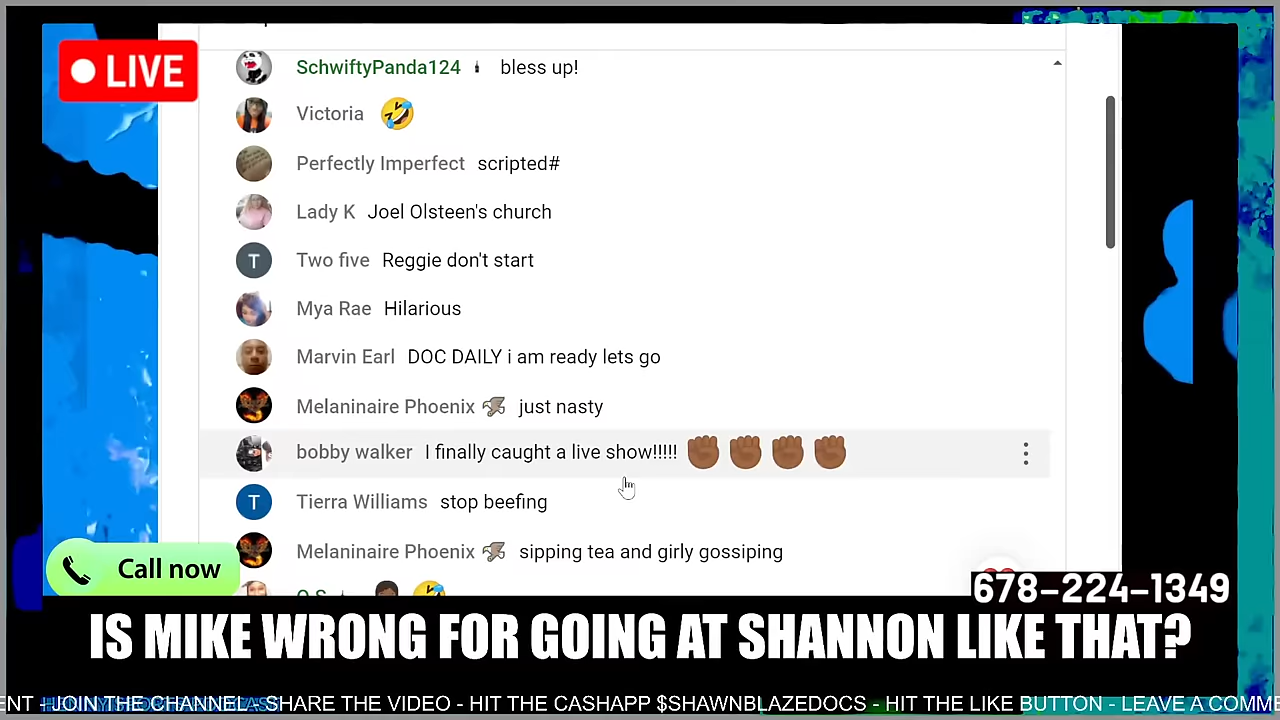 LIVE
SchwiftyPanda124 bless up!
Victoria 🤣
Perfectly Imperfect scripted#
Lady K Joel Olsteen's church
T Two five Reggie don't start
Mya Rae Hilarious
Marvin Earl DOC DAILY i am ready lets go
Melaninaire Phoenix just nasty
bobby walker I finally caught a live show!!!!! ✊🏾✊🏾✊🏾✊🏾
T Tierra Williams stop beefing
Melaninaire Phoenix sipping tea and girly gossiping
Call now
678-224-1349
IS MIKE WRONG FOR GOING AT SHANNON LIKE THAT?
ENT - JOIN THE CHANNEL - SHARE THE VIDEO - HIT THE CASHAPP $SHAWNBLAZEDOCS - HIT THE LIKE BUTTON - LEAVE A COMME